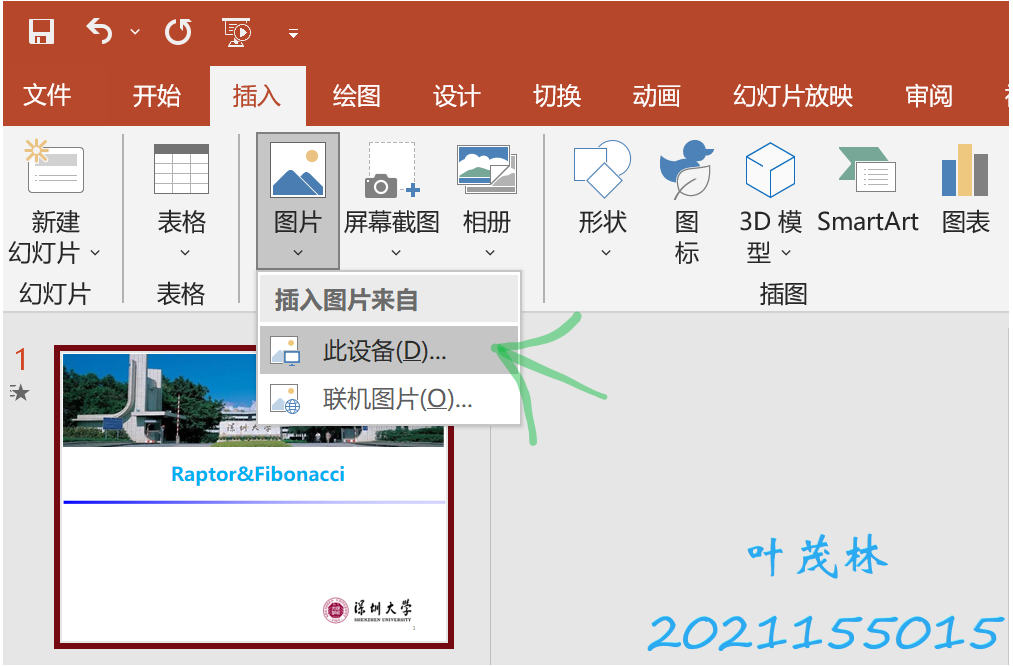 文件 开始 插入 绘图 设计 切换 动画 幻灯片放映 审阅
新建
幻灯片
表格
图片
屏幕截图
相册
形状
图
标
3D 模
型
SmartArt
图表
幻灯片
表格
插图
插入图片来自
此设备(D)...
联机图片(O)...
1
深圳大学
Raptor&Fibonacci
深圳大学
SHENZHEN UNIVERSITY
1
叶茂林
2021155015